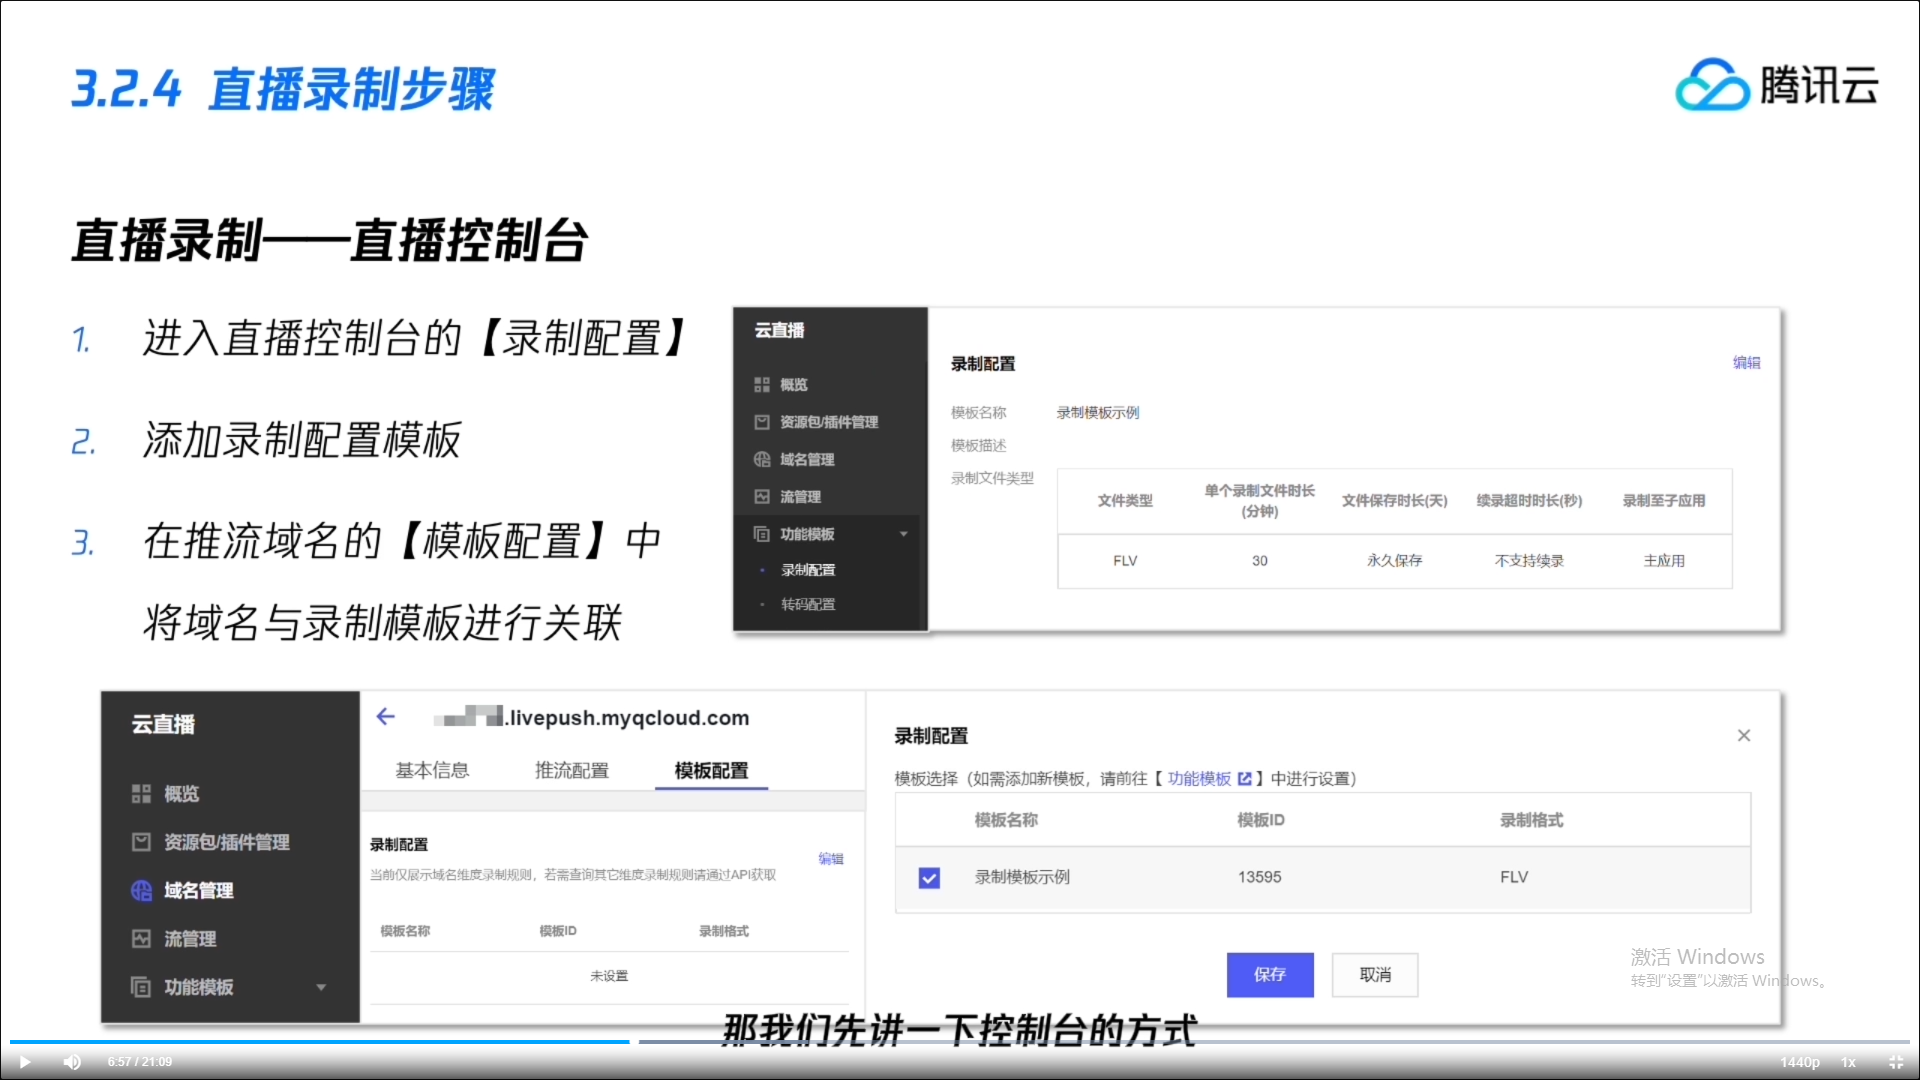 3.2.4 直播录制步骤
腾讯云
直播录制——直播控制台
1. 进入直播控制台的【录制配置】
2. 添加录制配置模板
3. 在推流域名的【模板配置】中
将域名与录制模板进行关联
云直播
概览
资源包/插件管理
域名管理
流管理
功能模板
录制配置
转码配置
录制配置
编辑
模板名称 录制模板示例
模板描述
录制文件类型
文件类型 单个录制文件时长(分钟) 文件保存时长(天) 续录超时时长(秒) 录制至子应用
FLV 30 永久保存 不支持续录 主应用
云直播
概览
资源包/插件管理
域名管理
流管理
功能模板
.livepush.myqcloud.com
基本信息 推流配置 模板配置
录制配置
编辑
当前仅展示域名维度录制规则，若需查询其它维度录制规则请通过API获取
模板名称 模板ID 录制格式
未设置
录制配置
模板选择（如需添加新模板，请前往【功能模板】中进行设置）
模板名称 模板ID 录制格式
录制模板示例 13595 FLV
保存 取消
激活 Windows
转到“设置”以激活 Windows。
那我们先讲一下控制台的方式
6:57 / 21:09
1440p 1x